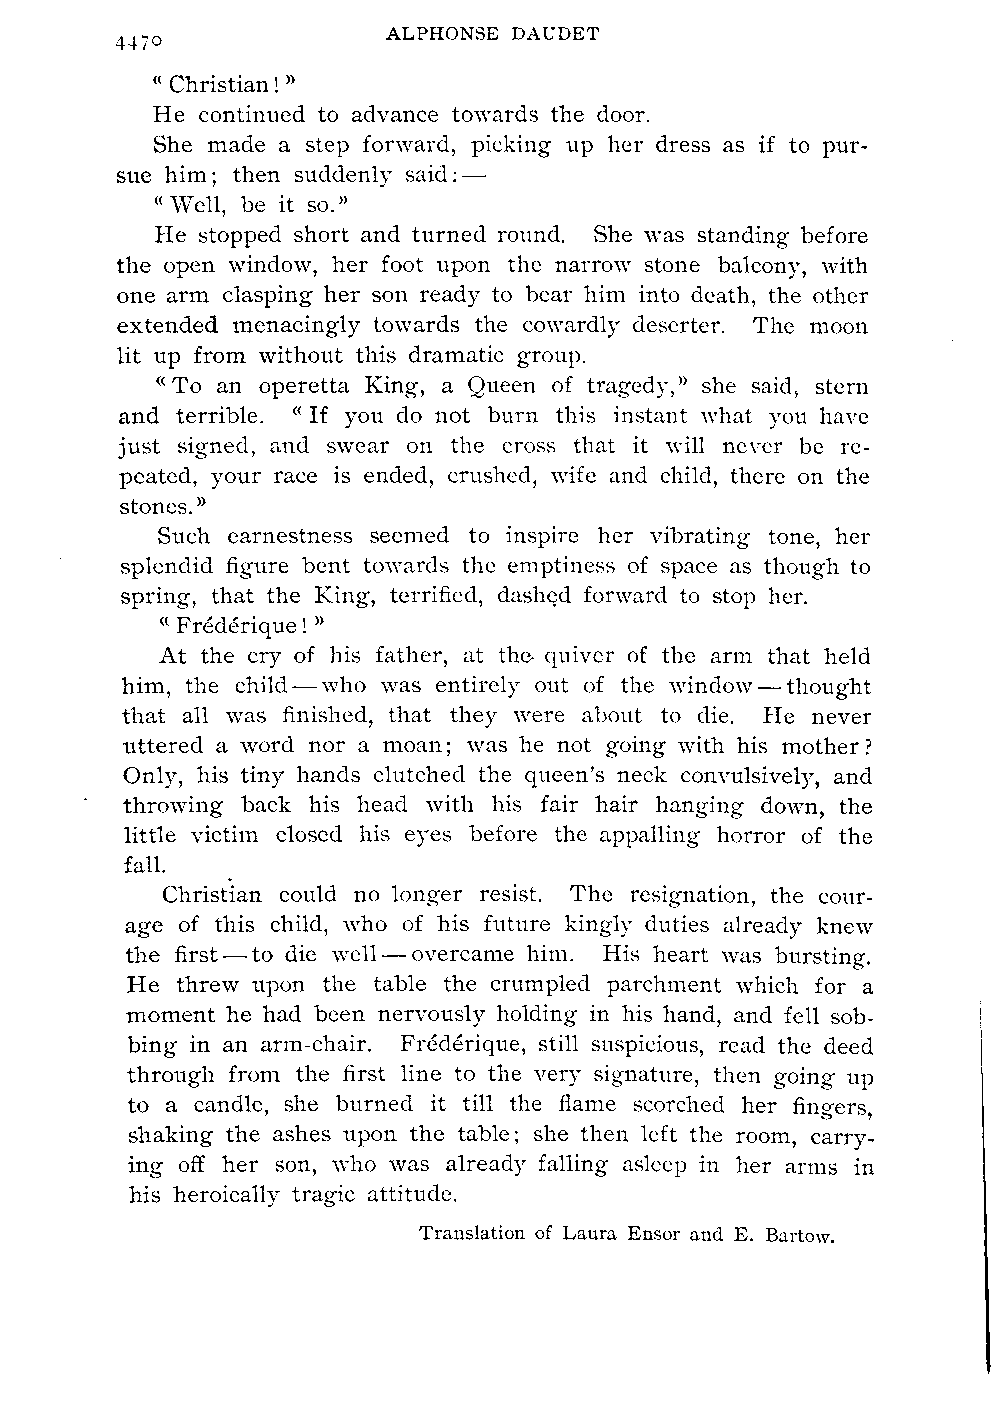 4470
ALPHONSE DAUDET
« Christian! »
He continued to advance towards the door.
She made a step forward, picking up her dress as if to pur-
sue him; then suddenly said:—
« Well, be it so. »
He stopped short and turned round. She was standing before
the open window, her foot upon the narrow stone balcony, with
one arm clasping her son ready to bear him into death, the other
extended menacingly towards the cowardly deserter. The moon
lit up from without this dramatic group.
« To an operetta King, a Queen of tragedy, » she said, stern
and terrible. « If you do not burn this instant what you have
just signed, and swear on the cross that it will never be re-
peated, your race is ended, crushed, wife and child, there on the
stones. »
Such earnestness seemed to inspire her vibrating tone, her
splendid figure bent towards the emptiness of space as though to
spring, that the King, terrified, dashed forward to stop her.
« Frédérique! »
At the cry of his father, at the quiver of the arm that held
him, the child—who was entirely out of the window—thought
that all was finished, that they were about to die. He never
uttered a word nor a moan; was he not going with his mother?
Only, his tiny hands clutched the queen's neck convulsively, and
throwing back his head with his fair hair hanging down, the
little victim closed his eyes before the appalling horror of the
fall.
Christian could no longer resist. The resignation, the cour-
age of this child, who of his future kingly duties already knew
the first—to die well—overcame him. His heart was bursting.
He threw upon the table the crumpled parchment which for a
moment he had been nervously holding in his hand, and fell sob-
bing in an arm-chair. Frédérique, still suspicious, read the deed
through from the first line to the very signature, then going up
to a candle, she burned it till the flame scorched her fingers,
shaking the ashes upon the table; she then left the room, carry-
ing off her son, who was already falling asleep in her arms in
his heroically tragic attitude.
Translation of Laura Ensor and E. Bartow.